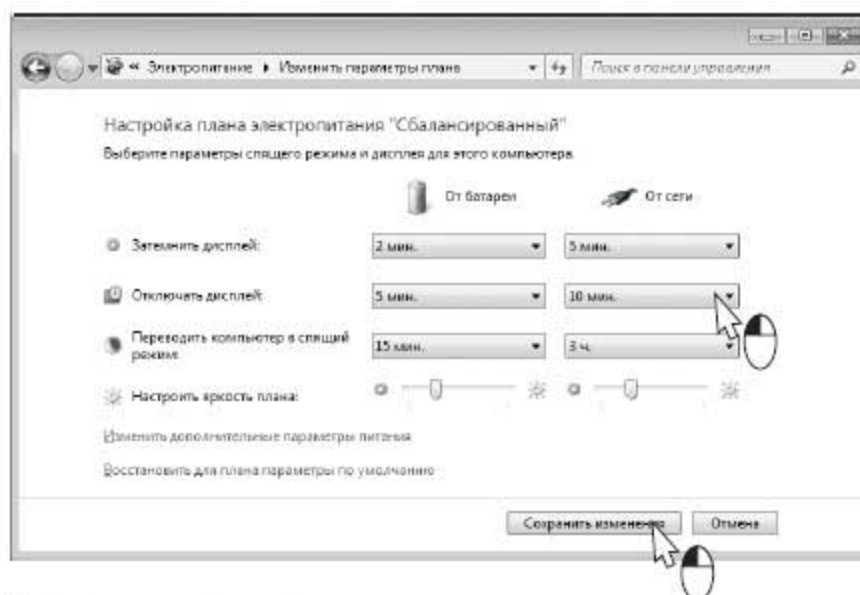 « Электропитание ▸ Изменить параметры плана
Поиск в панели управления
Настройка плана электропитания "Сбалансированный"
Выберите параметры спящего режима и дисплея для этого компьютера.
От батареи
От сети
Затемнить дисплей:
2 мин.
5 мин.
Отключать дисплей:
5 мин.
10 мин.
Переводить компьютер в спящий режим:
15 мин.
3 ч.
Настроить яркость плана:
Изменить дополнительные параметры питания
Восстановить для плана параметры по умолчанию
Сохранить изменения
Отмена